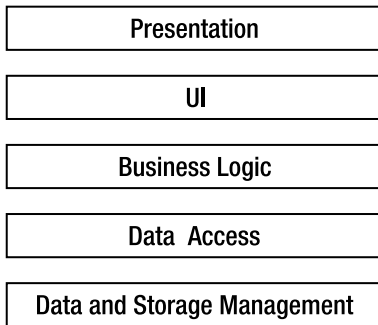 Presentation
UI
Business Logic
Data Access
Data and Storage Management